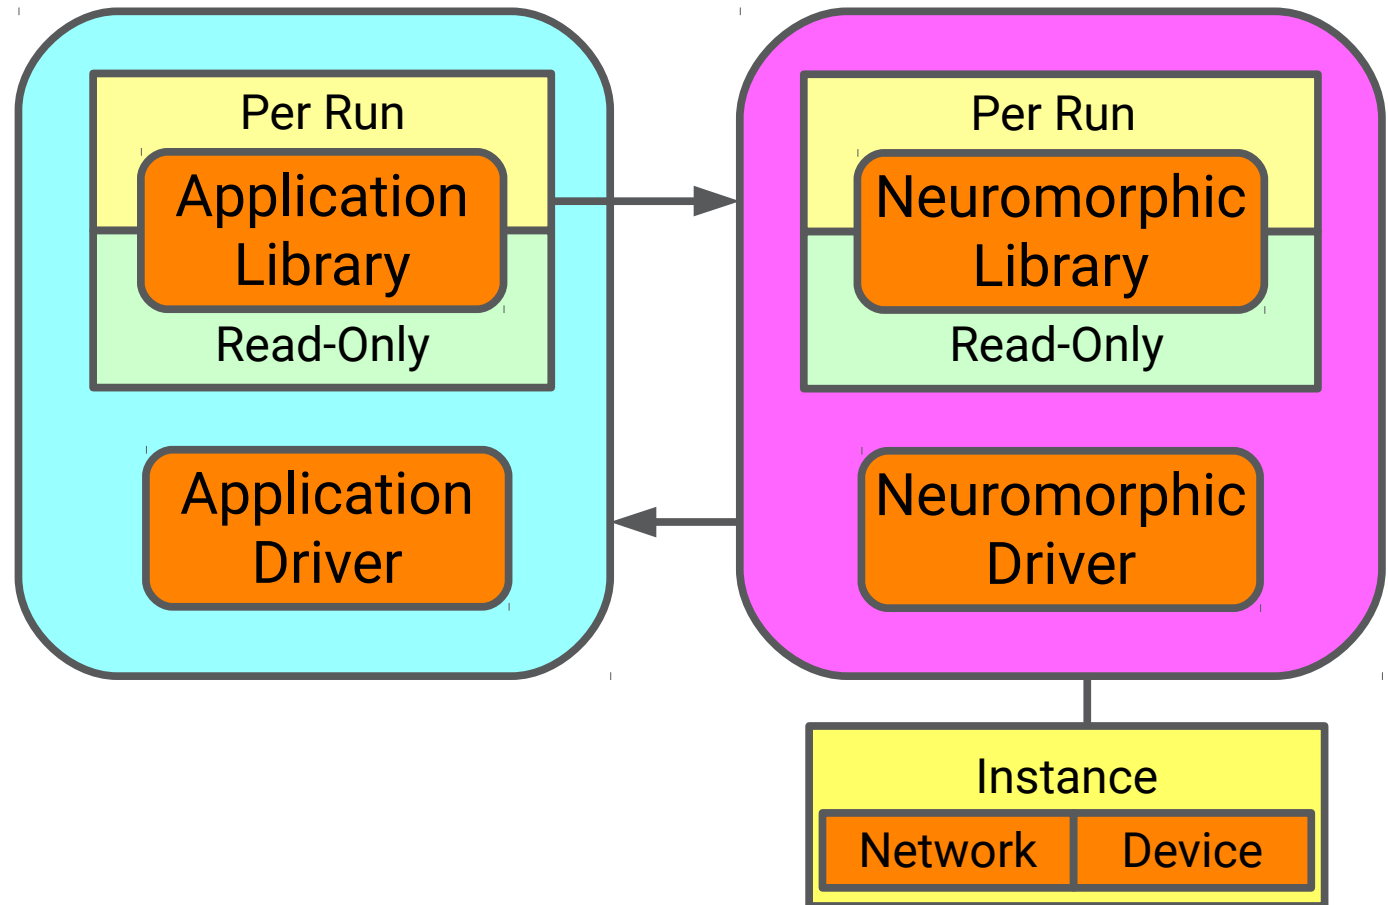 Per Run
Application
Library
Read-Only
Application
Driver
Per Run
Neuromorphic
Library
Read-Only
Neuromorphic
Driver
Instance
Network
Device